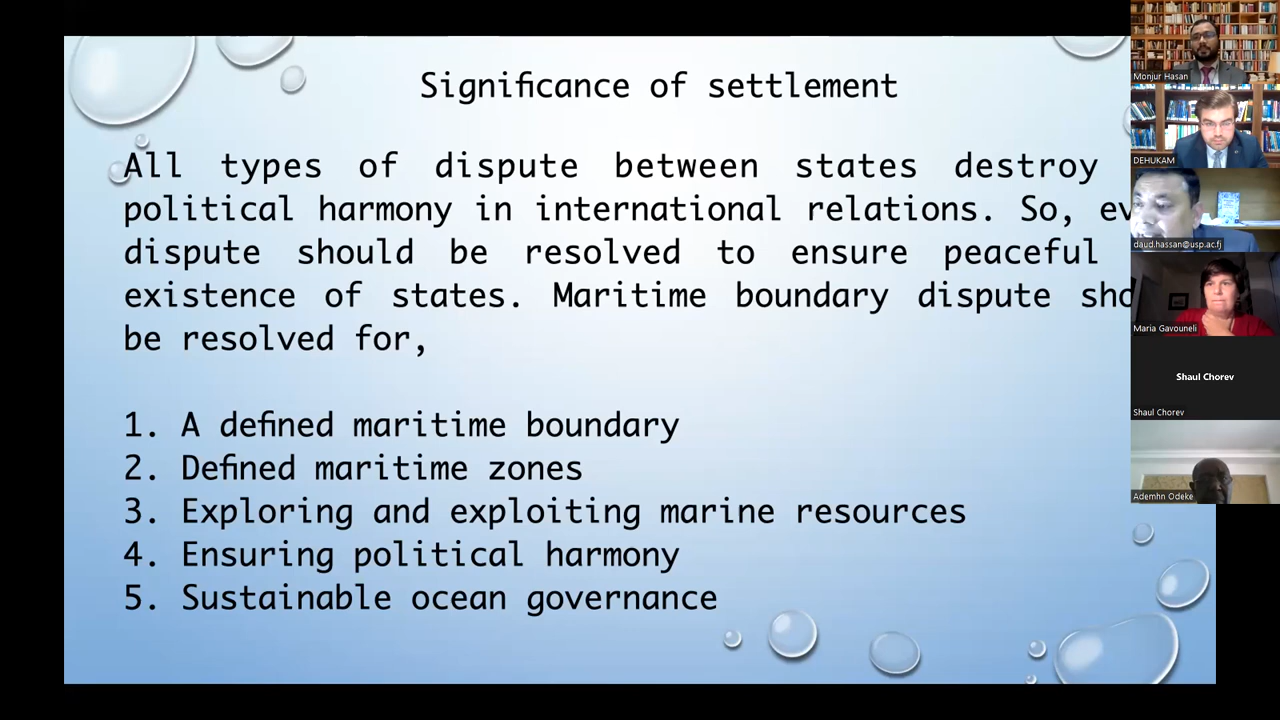 Significance of settlement
All types of dispute between states destroy
political harmony in international relations. So, ev
dispute should be resolved to ensure peaceful
existence of states. Maritime boundary dispute sho
be resolved for,
1. A defined maritime boundary
2. Defined maritime zones
3. Exploring and exploiting marine resources
4. Ensuring political harmony
5. Sustainable ocean governance
Monjur Hasan
DEHUKAM
daud.hassan@usp.ac.fj
Maria Gavouneli
Shaul Chorev
Shaul Chorev
Ademhn Odeke